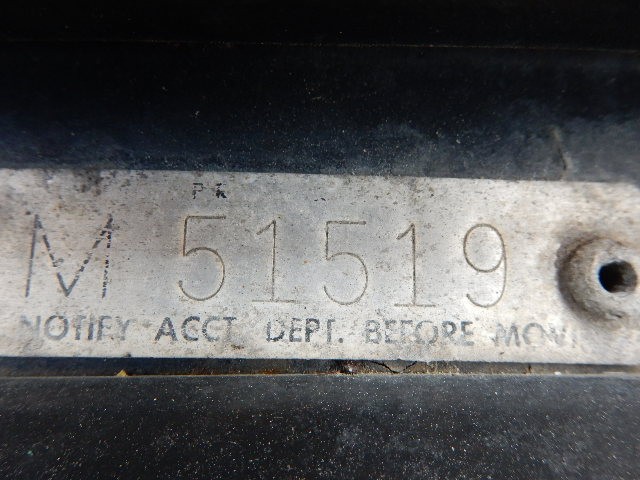 PK
M 51519
NOTIFY ACCT. DEPT. BEFORE